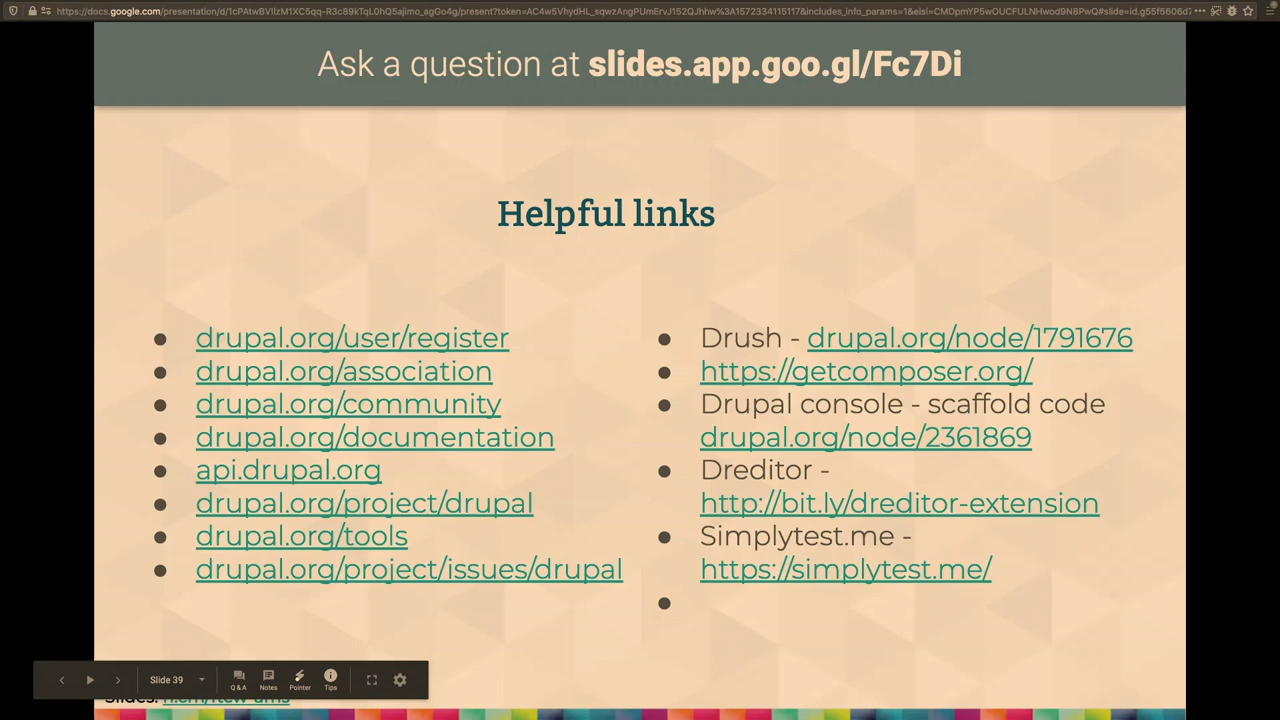 Ask a question at slides.app.goo.gl/Fc7Di
Helpful links
drupal.org/user/register
drupal.org/association
drupal.org/community
drupal.org/documentation
api.drupal.org
drupal.org/project/drupal
drupal.org/tools
drupal.org/project/issues/drupal
Drush - drupal.org/node/1791676
https://getcomposer.org/
Drupal console - scaffold code
drupal.org/node/2361869
Dreditor -
http://bit.ly/dreditor-extension
Simplytest.me -
https://simplytest.me/
Slide 39
Q & A
Notes
Pointer
Tips